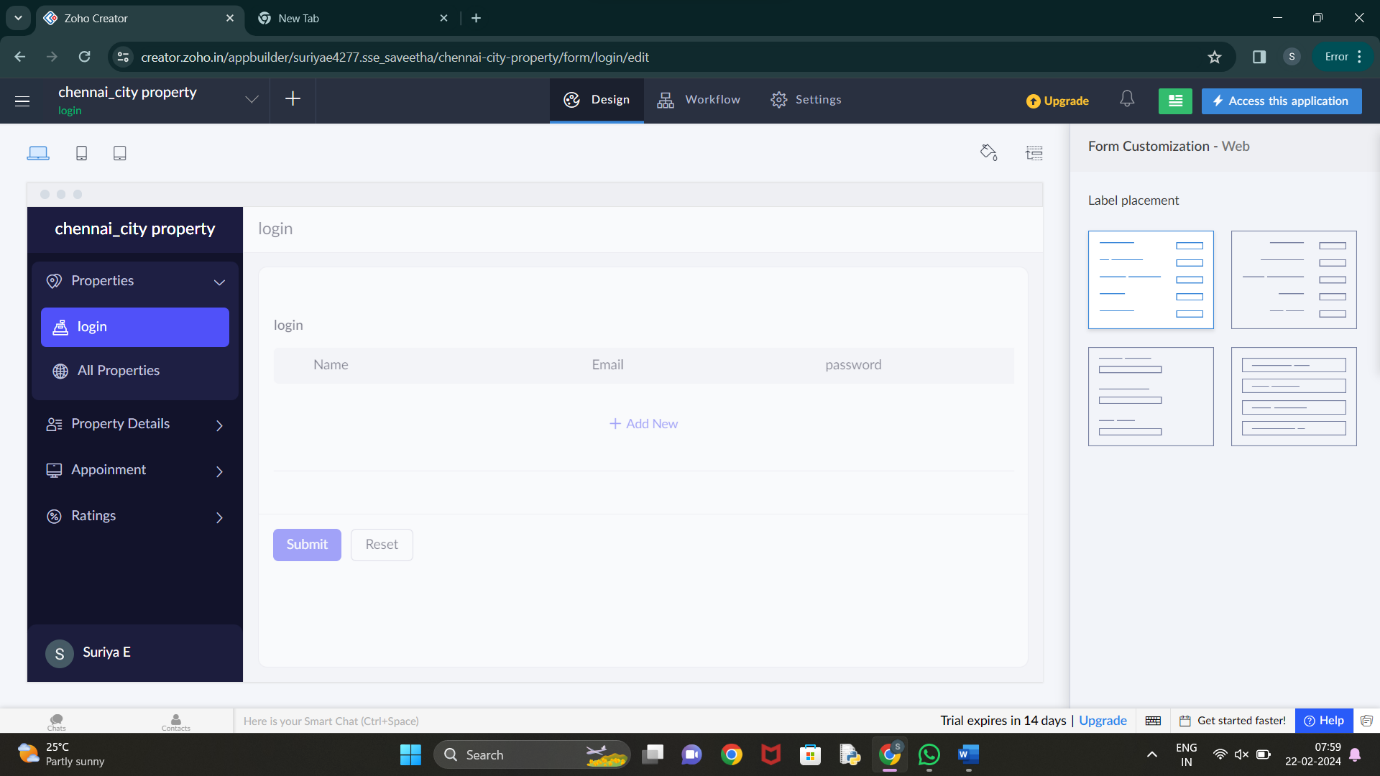 Zoho Creator
New Tab
creator.zoho.in/appbuilder/suriyae4277.sse_saveetha/chennai-city-property/form/login/edit
S
Error
chennai_city property
login
Design
Workflow
Settings
Upgrade
Access this application
Form Customization - Web
Label placement
chennai_city property
login
Properties
login
All Properties
Property Details
Appoinment
Ratings
login
Name Email password
+ Add New
Submit Reset
S Suriya E
Chats
Contacts
Here is your Smart Chat (Ctrl+Space)
Trial expires in 14 days | Upgrade
Get started faster!
Help
25°C
Partly sunny
Search
S
W
ENG
IN
07:59
22-02-2024